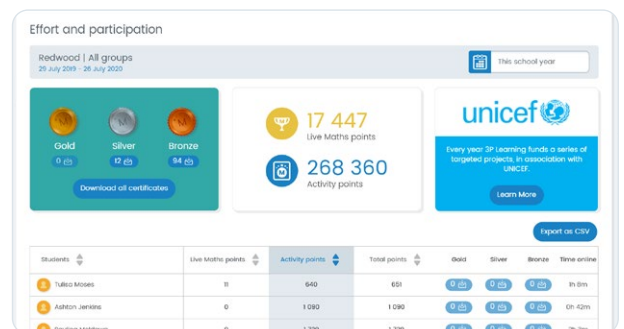 Effort and participation
Redwood | All groups
29 July 2019 - 26 July 2020
This school year
Gold
Silver
Bronze
0
12
94
Download all certificates
17 447
Live Maths points
268 360
Activity points
unicef
Every year 3P Learning funds a series of
targeted projects, in association with
UNICEF.
Learn More
Export as CSV
Students Live Maths points Activity points Total points Gold Silver Bronze Time online
Tulisa Moses 11 640 651 0 0 0 1h 8m
Ashton Jenkins 0 1 090 1 090 0 0 0 0h 42m